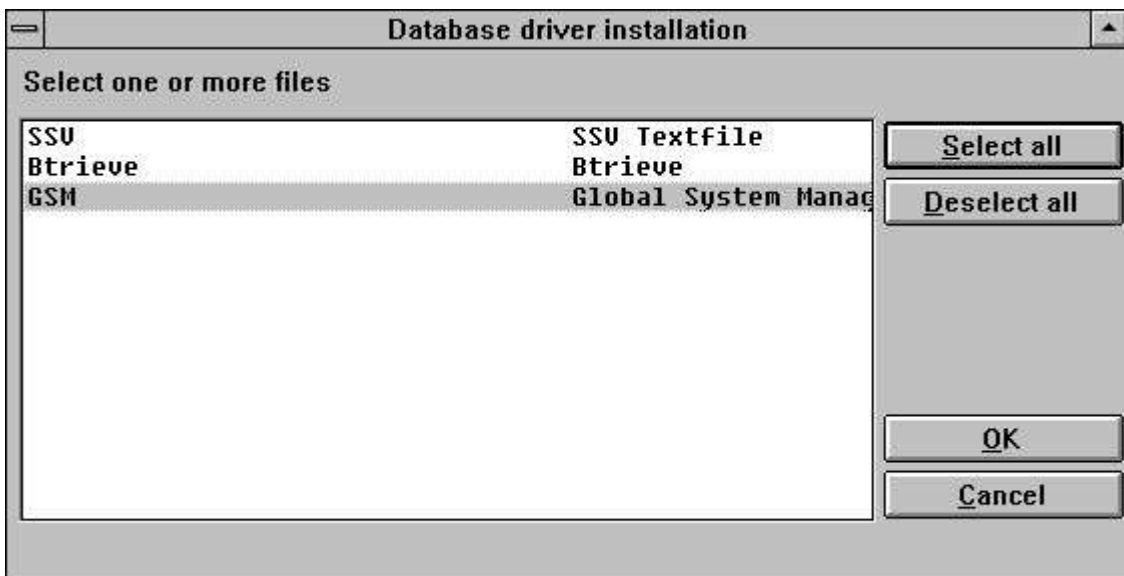 Database driver installation
Select one or more files
SSV SSV Textfile
Btrieve Btrieve
GSM Global System Manag
Select all
Deselect all
OK
Cancel